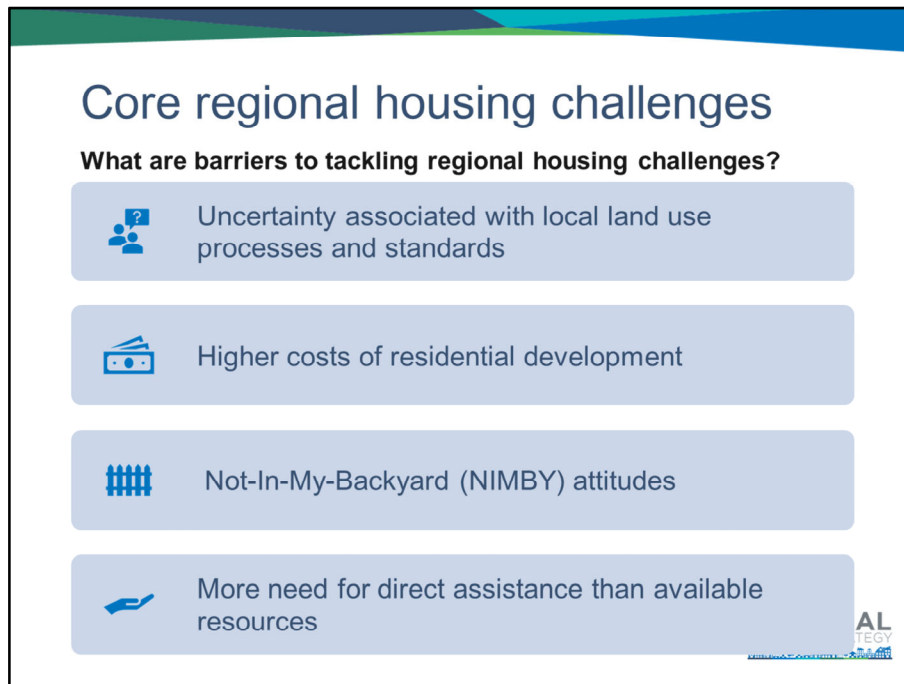 Core regional housing challenges
What are barriers to tackling regional housing challenges?
?
Uncertainty associated with local land use
processes and standards
Higher costs of residential development
Not-In-My-Backyard (NIMBY) attitudes
More need for direct assistance than available
resources